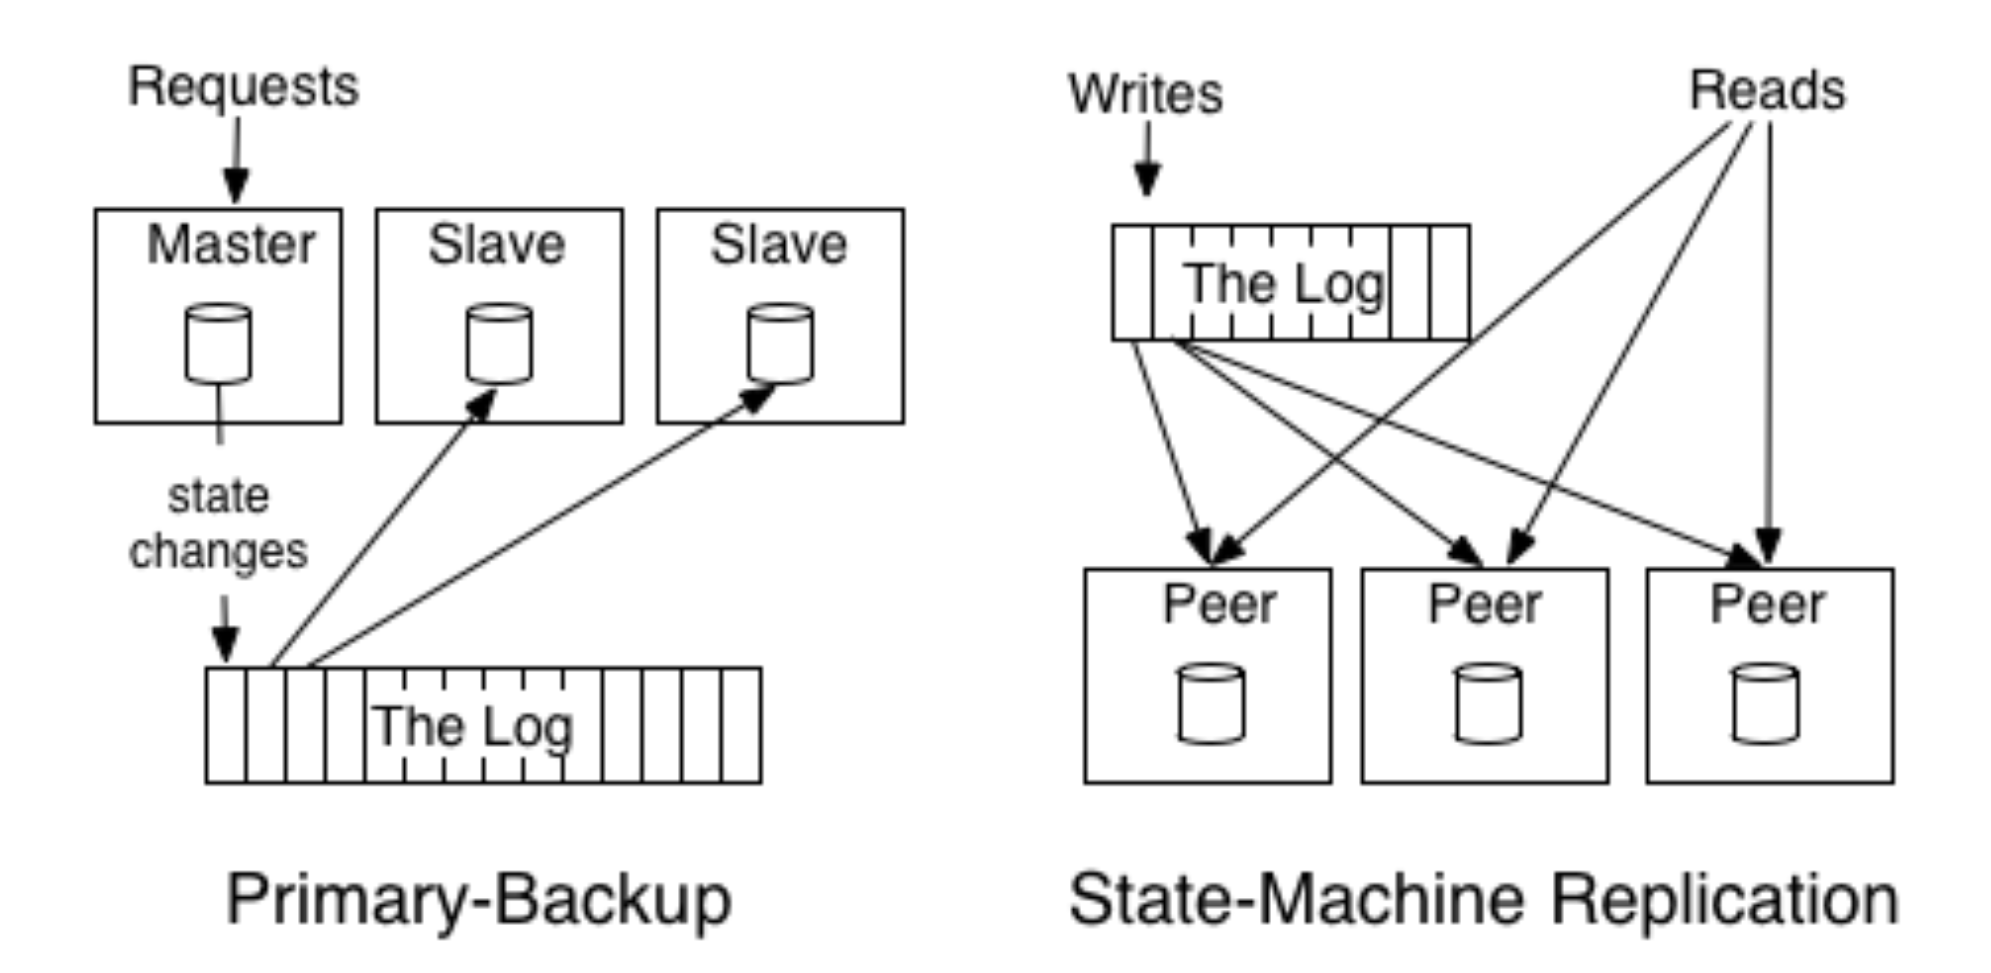 Requests
Master
Slave
Slave
state
changes
The Log
Primary-Backup
Writes
Reads
The Log
Peer
Peer
Peer
State-Machine Replication